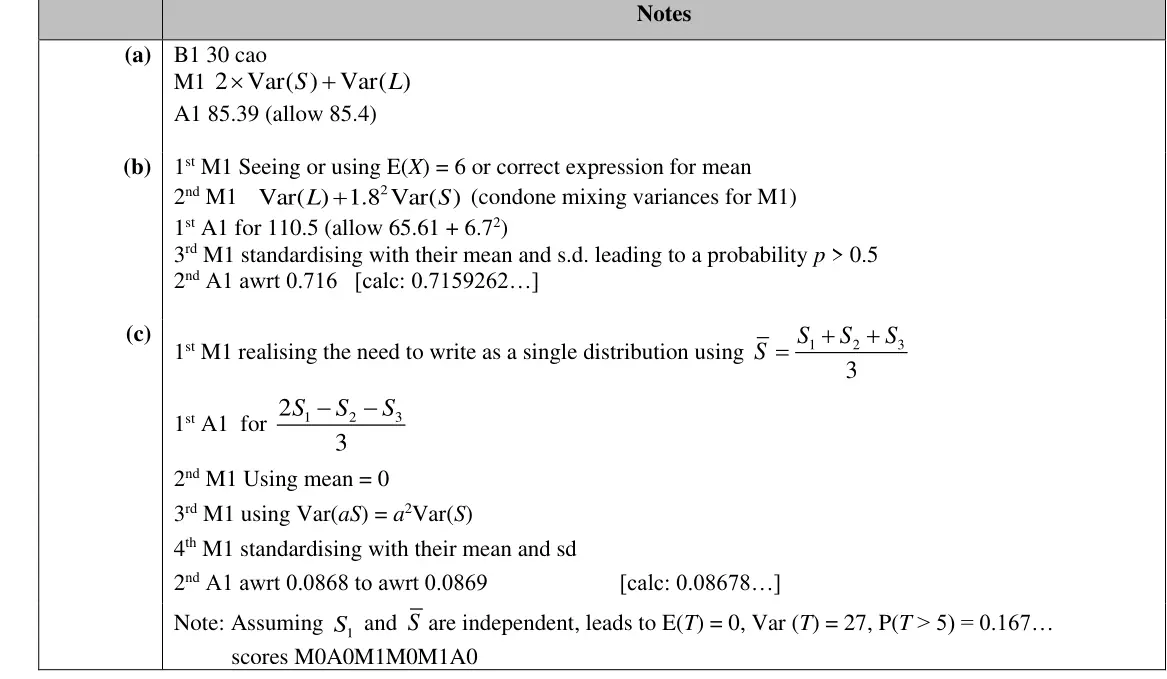 Notes
(a) B1 30 cao
M1 2×Var(S)+Var(L)
A1 85.39 (allow 85.4)
(b) 1st M1 Seeing or using E(X) = 6 or correct expression for mean
2nd M1 Var(L)+1.8² Var(S) (condone mixing variances for M1)
1st A1 for 110.5 (allow 65.61 + 6.7²)
3rd M1 standardising with their mean and s.d. leading to a probability p > 0.5
2nd A1 awrt 0.716 [calc: 0.7159262…]
(c) 1st M1 realising the need to write as a single distribution using S̅ = (S₁ + S₂ + S₃)/3
1st A1 for (2S₁ − S₂ − S₃)/3
2nd M1 Using mean = 0
3rd M1 using Var(aS) = a²Var(S)
4th M1 standardising with their mean and sd
2nd A1 awrt 0.0868 to awrt 0.0869 [calc: 0.08678…]
Note: Assuming S₁ and S̅ are independent, leads to E(T) = 0, Var (T) = 27, P(T > 5) = 0.167…
scores M0A0M1M0M1A0